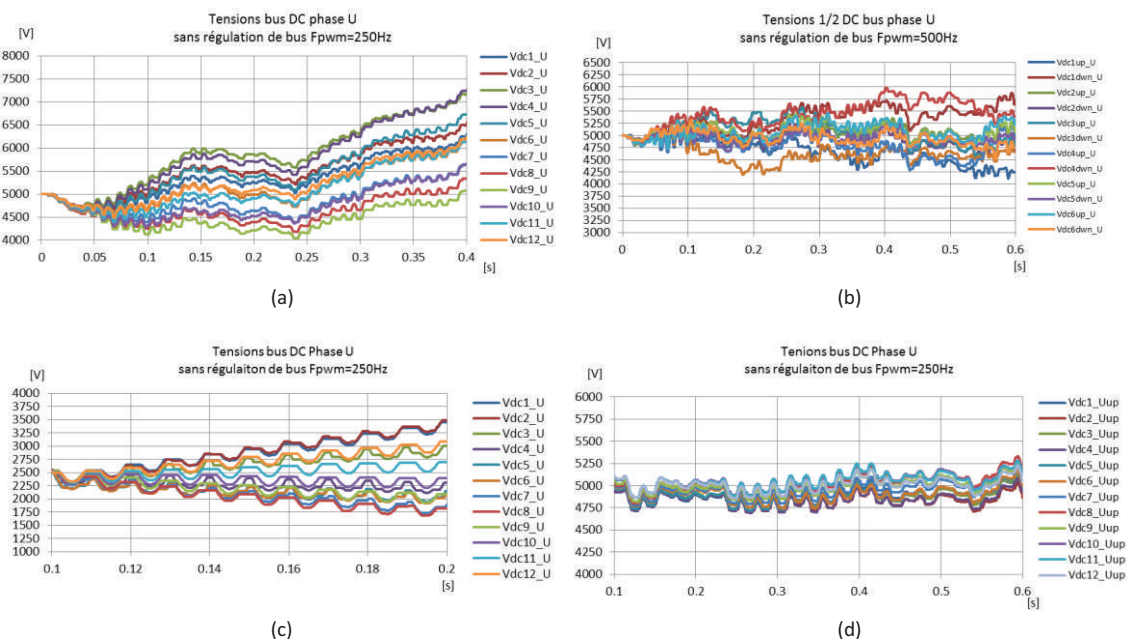 Tensions bus DC phase U
sans régulation de bus Fpwm=250Hz
[V]
8000
7500
7000
6500
6000
5500
5000
4500
4000
0
0.05
0.1
0.15
0.2
0.25
0.3
0.35
0.4
[s]
Vdc1_U
Vdc2_U
Vdc3_U
Vdc4_U
Vdc5_U
Vdc6_U
Vdc7_U
Vdc8_U
Vdc9_U
Vdc10_U
Vdc11_U
Vdc12_U
(a)
Tensions 1/2 DC bus phase U
sans régulation de bus Fpwm=500Hz
[V]
6500
6250
6000
5750
5500
5250
5000
4750
4500
4250
4000
3750
3500
3250
3000
0
0.1
0.2
0.3
0.4
0.5
0.6
[s]
Vdc1up_U
Vdc1dwn_U
Vdc2up_U
Vdc2dwn_U
Vdc3up_U
Vdc3dwn_U
Vdc4up_U
Vdc4dwn_U
Vdc5up_U
Vdc5dwn_U
Vdc6up_U
Vdc6dwn_U
(b)
Tensions bus DC Phase U
sans régulaiton de bus Fpwm=250Hz
[V]
4000
3750
3500
3250
3000
2750
2500
2250
2000
1750
1500
1250
1000
0.1
0.12
0.14
0.16
0.18
0.2
[s]
Vdc1_U
Vdc2_U
Vdc3_U
Vdc4_U
Vdc5_U
Vdc6_U
Vdc7_U
Vdc8_U
Vdc9_U
Vdc10_U
Vdc11_U
Vdc12_U
(c)
Tensions bus DC Phase U
sans régulaiton de bus Fpwm=250Hz
[V]
6000
5750
5500
5250
5000
4750
4500
4250
4000
0.1
0.2
0.3
0.4
0.5
0.6
[s]
Vdc1_Uup
Vdc2_Uup
Vdc3_Uup
Vdc4_Uup
Vdc5_Uup
Vdc6_Uup
Vdc7_Uup
Vdc8_Uup
Vdc9_Uup
Vdc10_Uup
Vdc11_Uup
Vdc12_Uup
(d)